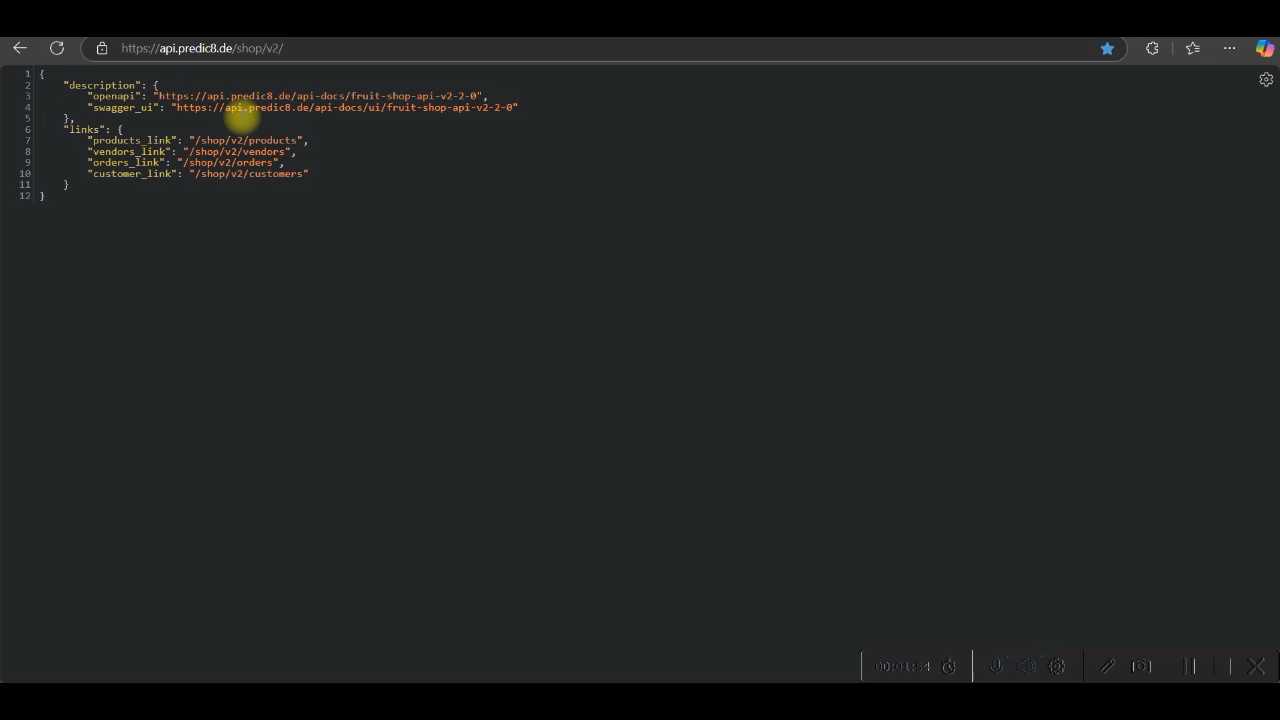 https://api.predic8.de/shop/v2/
1 {
2 "description": {
3 "openapi": "https://api.predic8.de/api-docs/fruit-shop-api-v2-2-0",
4 "swagger_ui": "https://api.predic8.de/api-docs/ui/fruit-shop-api-v2-2-0"
5 },
6 "links": {
7 "products_link": "/shop/v2/products",
8 "vendors_link": "/shop/v2/vendors",
9 "orders_link": "/shop/v2/orders",
10 "customer_link": "/shop/v2/customers"
11 }
12 }
00:01:54